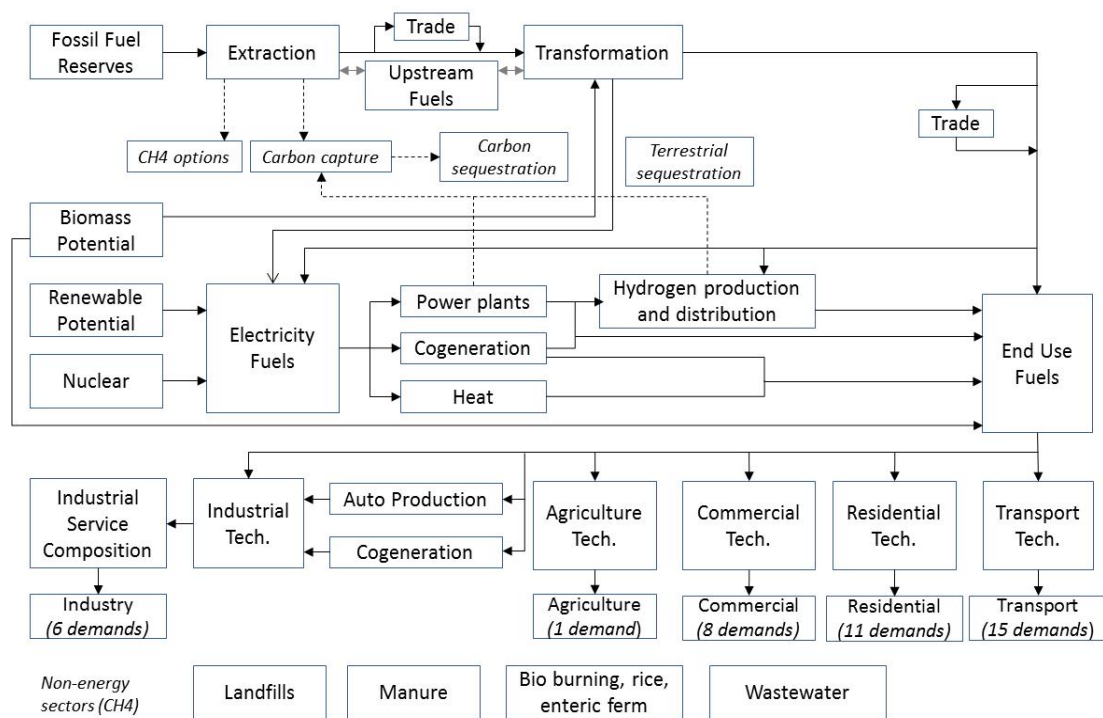 Fossil Fuel
Reserves
Extraction
Trade
Transformation
Upstream
Fuels
Trade
CH4 options
Carbon capture
Carbon
sequestration
Terrestrial
sequestration
Biomass
Potential
Renewable
Potential
Nuclear
Electricity
Fuels
Power plants
Cogeneration
Heat
Hydrogen production
and distribution
End Use
Fuels
Industrial
Service
Composition
Industrial
Tech.
Auto Production
Cogeneration
Agriculture
Tech.
Commercial
Tech.
Residential
Tech.
Transport
Tech.
Industry
(6 demands)
Agriculture
(1 demand)
Commercial
(8 demands)
Residential
(11 demands)
Transport
(15 demands)
Non-energy
sectors (CH4)
Landfills
Manure
Bio burning, rice,
enteric ferm
Wastewater